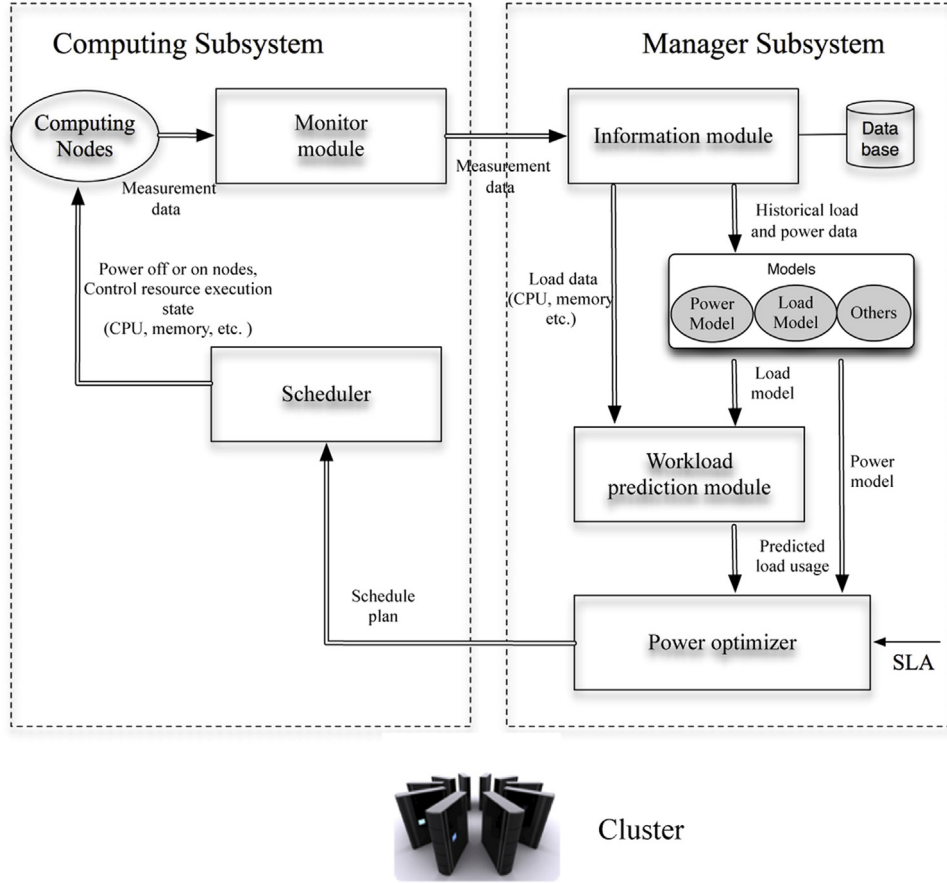 Computing Subsystem
Manager Subsystem
Computing
Nodes
Monitor
module
Information module
Data
base
Measurement
data
Measurement
data
Historical load
and power data
Power off or on nodes,
Control resource execution
state
(CPU, memory, etc. )
Load data
(CPU, memory
etc.)
Models
Power
Model
Load
Model
Others
Scheduler
Load
model
Workload
prediction module
Power
model
Predicted
load usage
Schedule
plan
Power optimizer
SLA
Cluster